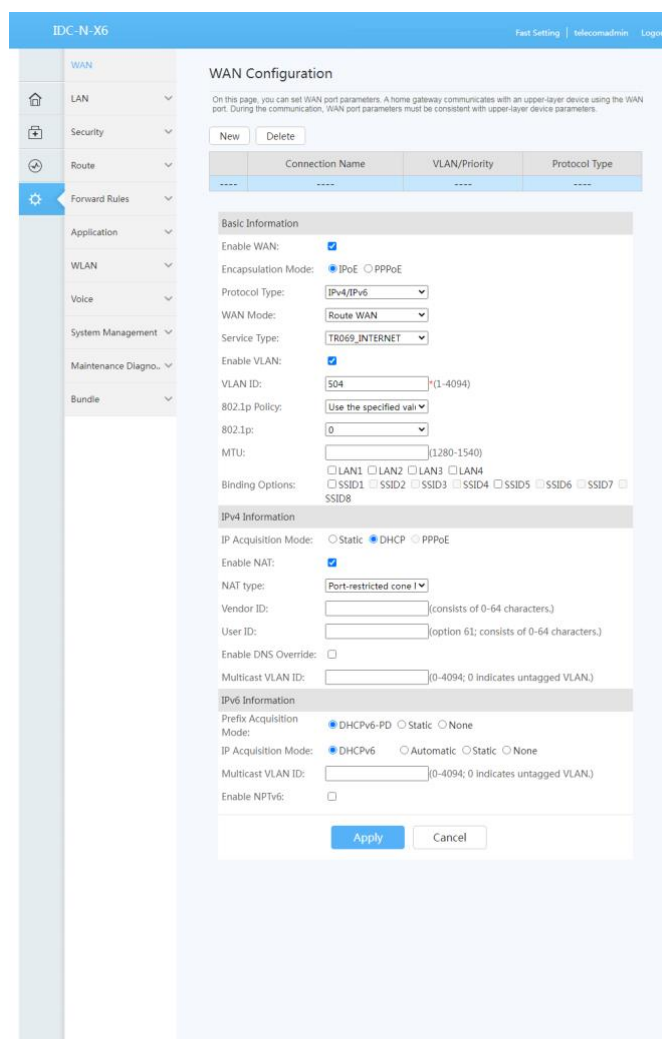 IDC-N-X6
Fast Setting | telecomadmin Logou
WAN
LAN
Security
Route
Forward Rules
Application
WLAN
Voice
System Management
Maintenance Diagno..
Bundle
WAN Configuration
On this page, you can set WAN port parameters. A home gateway communicates with an upper-layer device using the WAN
port. During the communication, WAN port parameters must be consistent with upper-layer device parameters.
New Delete
Connection Name VLAN/Priority Protocol Type
---- ---- ---- ----
Basic Information
Enable WAN:
Encapsulation Mode: IPoE PPPoE
Protocol Type: IPv4/IPv6
WAN Mode: Route WAN
Service Type: TR069_INTERNET
Enable VLAN:
VLAN ID: 504 *(1-4094)
802.1p Policy: Use the specified valu
802.1p: 0
MTU: (1280-1540)
LAN1 LAN2 LAN3 LAN4
Binding Options: SSID1 SSID2 SSID3 SSID4 SSID5 SSID6 SSID7
SSID8
IPv4 Information
IP Acquisition Mode: Static DHCP PPPoE
Enable NAT:
NAT type: Port-restricted cone
Vendor ID: (consists of 0-64 characters.)
User ID: (option 61; consists of 0-64 characters.)
Enable DNS Override:
Multicast VLAN ID: (0-4094; 0 indicates untagged VLAN.)
IPv6 Information
Prefix Acquisition
Mode: DHCPv6-PD Static None
IP Acquisition Mode: DHCPv6 Automatic Static None
Multicast VLAN ID: (0-4094; 0 indicates untagged VLAN.)
Enable NPTv6:
Apply Cancel